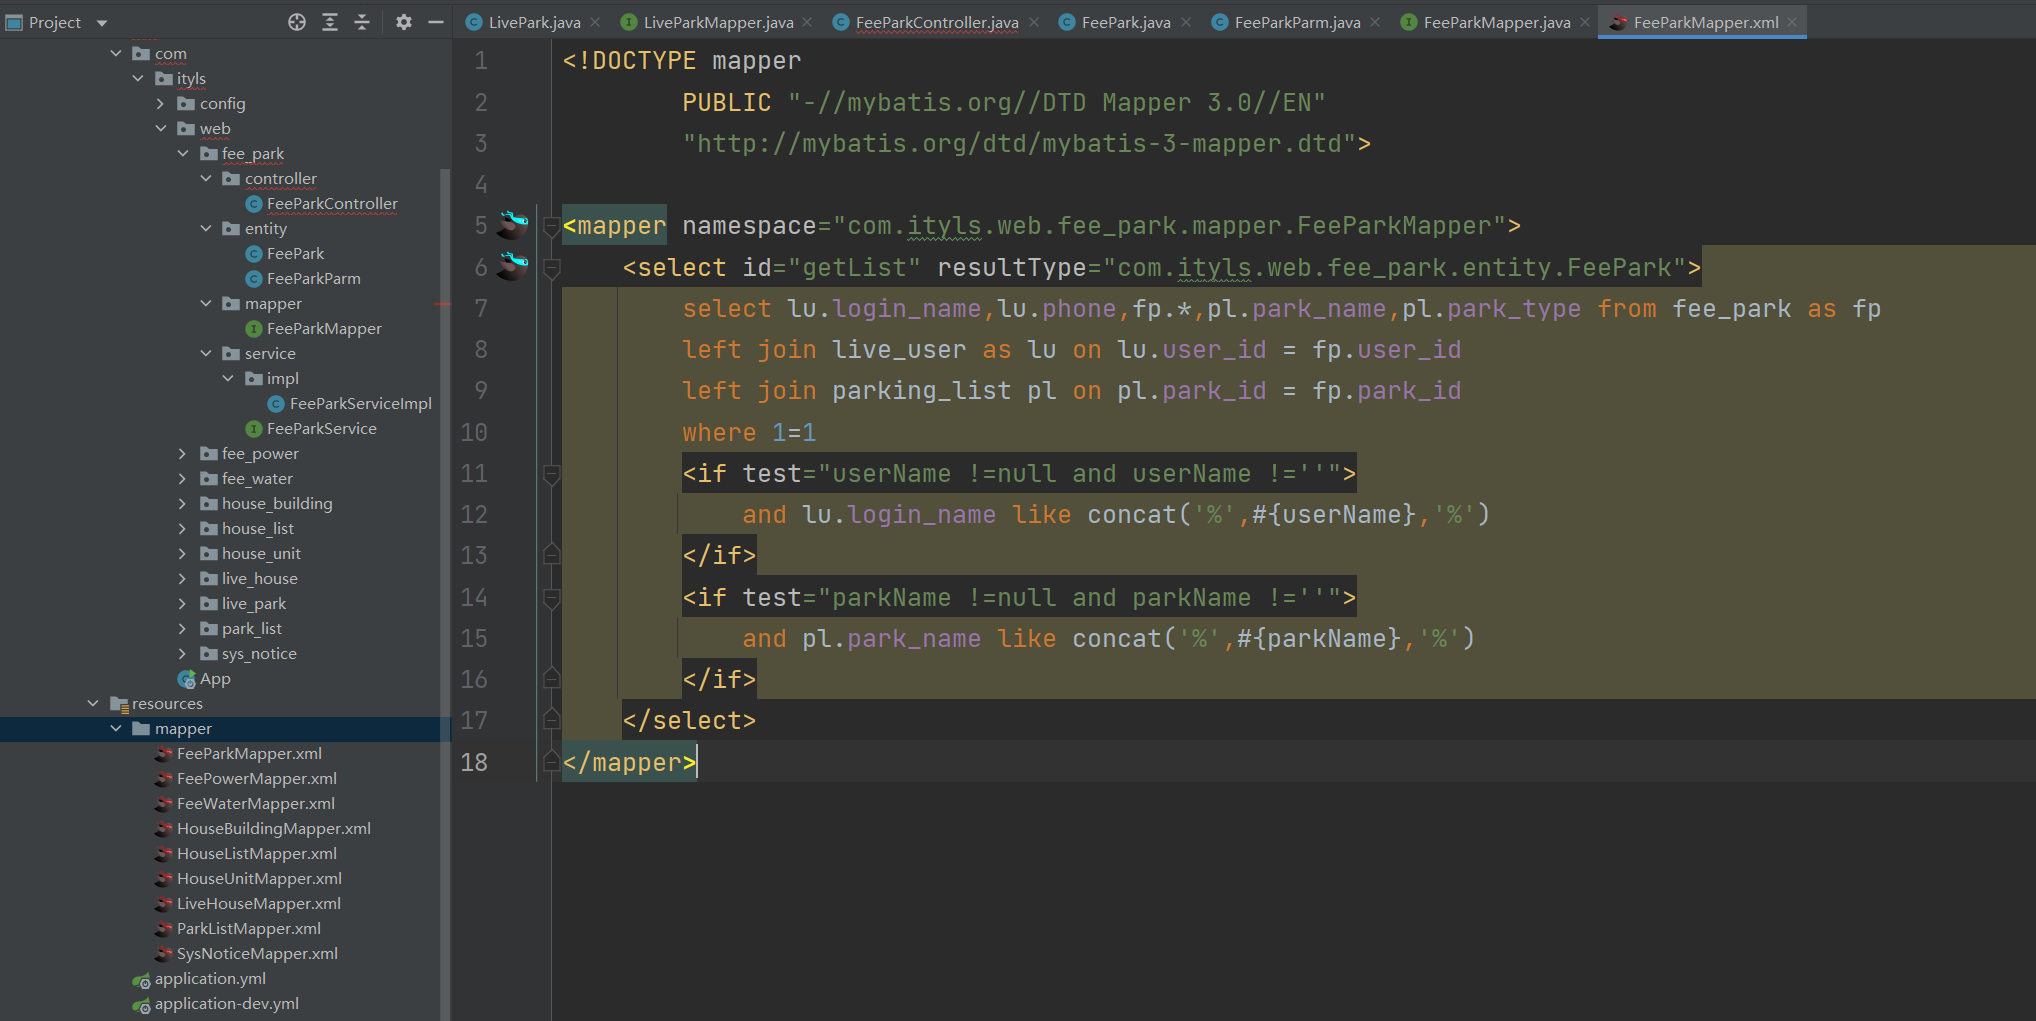 Project
LivePark.java
LiveParkMapper.java
FeeParkController.java
FeePark.java
FeeParkParm.java
FeeParkMapper.java
FeeParkMapper.xml
com
ityls
config
web
fee_park
controller
FeeParkController
entity
FeePark
FeeParkParm
mapper
FeeParkMapper
service
impl
FeeParkServiceImpl
FeeParkService
fee_power
fee_water
house_building
house_list
house_unit
live_house
live_park
park_list
sys_notice
App
resources
mapper
FeeParkMapper.xml
FeePowerMapper.xml
FeeWaterMapper.xml
HouseBuildingMapper.xml
HouseListMapper.xml
HouseUnitMapper.xml
LiveHouseMapper.xml
ParkListMapper.xml
SysNoticeMapper.xml
application.yml
application-dev.yml
1 <!DOCTYPE mapper
2 PUBLIC "-//mybatis.org//DTD Mapper 3.0//EN"
3 "http://mybatis.org/dtd/mybatis-3-mapper.dtd">
4
5 <mapper namespace="com.ityls.web.fee_park.mapper.FeeParkMapper">
6 <select id="getList" resultType="com.ityls.web.fee_park.entity.FeePark">
7 select lu.login_name,lu.phone,fp.*,pl.park_name,pl.park_type from fee_park as fp
8 left join live_user as lu on lu.user_id = fp.user_id
9 left join parking_list pl on pl.park_id = fp.park_id
10 where 1=1
11 <if test="userName !=null and userName !=''">
12 and lu.login_name like concat('%',#{userName},'%')
13 </if>
14 <if test="parkName !=null and parkName !=''">
15 and pl.park_name like concat('%',#{parkName},'%')
16 </if>
17 </select>
18 </mapper>